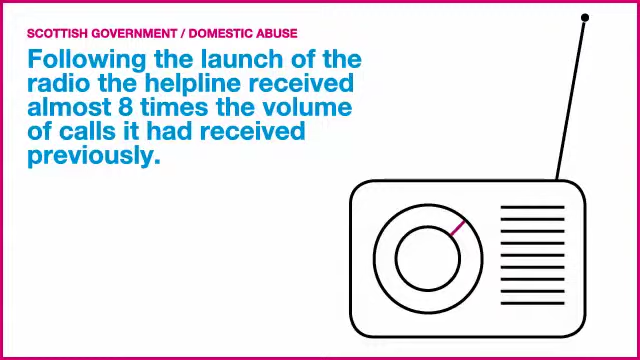 SCOTTISH GOVERNMENT / DOMESTIC ABUSE
Following the launch of the
radio the helpline received
almost 8 times the volume
of calls it had received
previously.